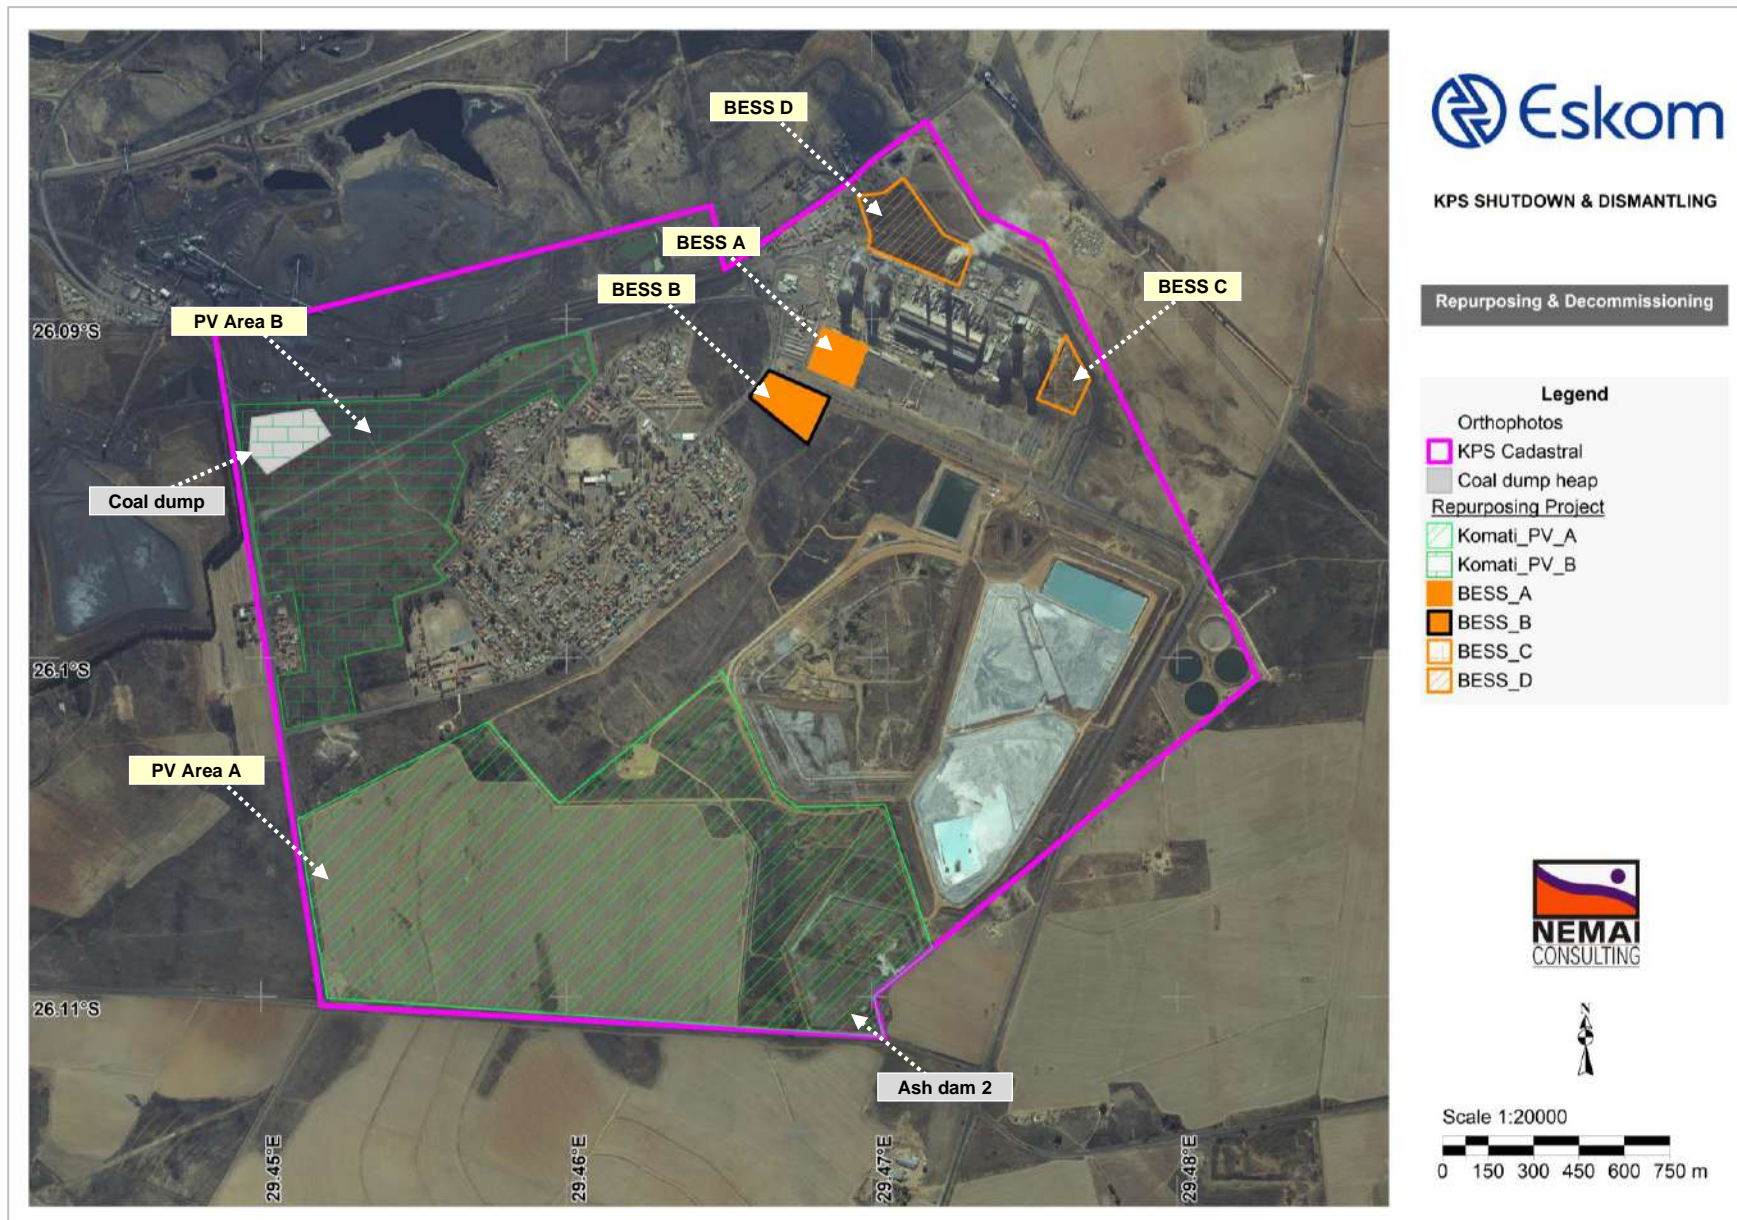 BESS D
BESS A
BESS B
BESS C
PV Area B
26.09°S
Coal dump
26.1°S
PV Area A
26.11°S
Ash dam 2
29.45°E
29.46°E
29.47°E
29.48°E
Eskom
KPS SHUTDOWN & DISMANTLING
Repurposing & Decommissioning
Legend
Orthophotos
KPS Cadastral
Coal dump heap
Repurposing Project
Komati_PV_A
Komati_PV_B
BESS_A
BESS_B
BESS_C
BESS_D
NEMAI
CONSULTING
N
Scale 1:20000
0 150 300 450 600 750 m